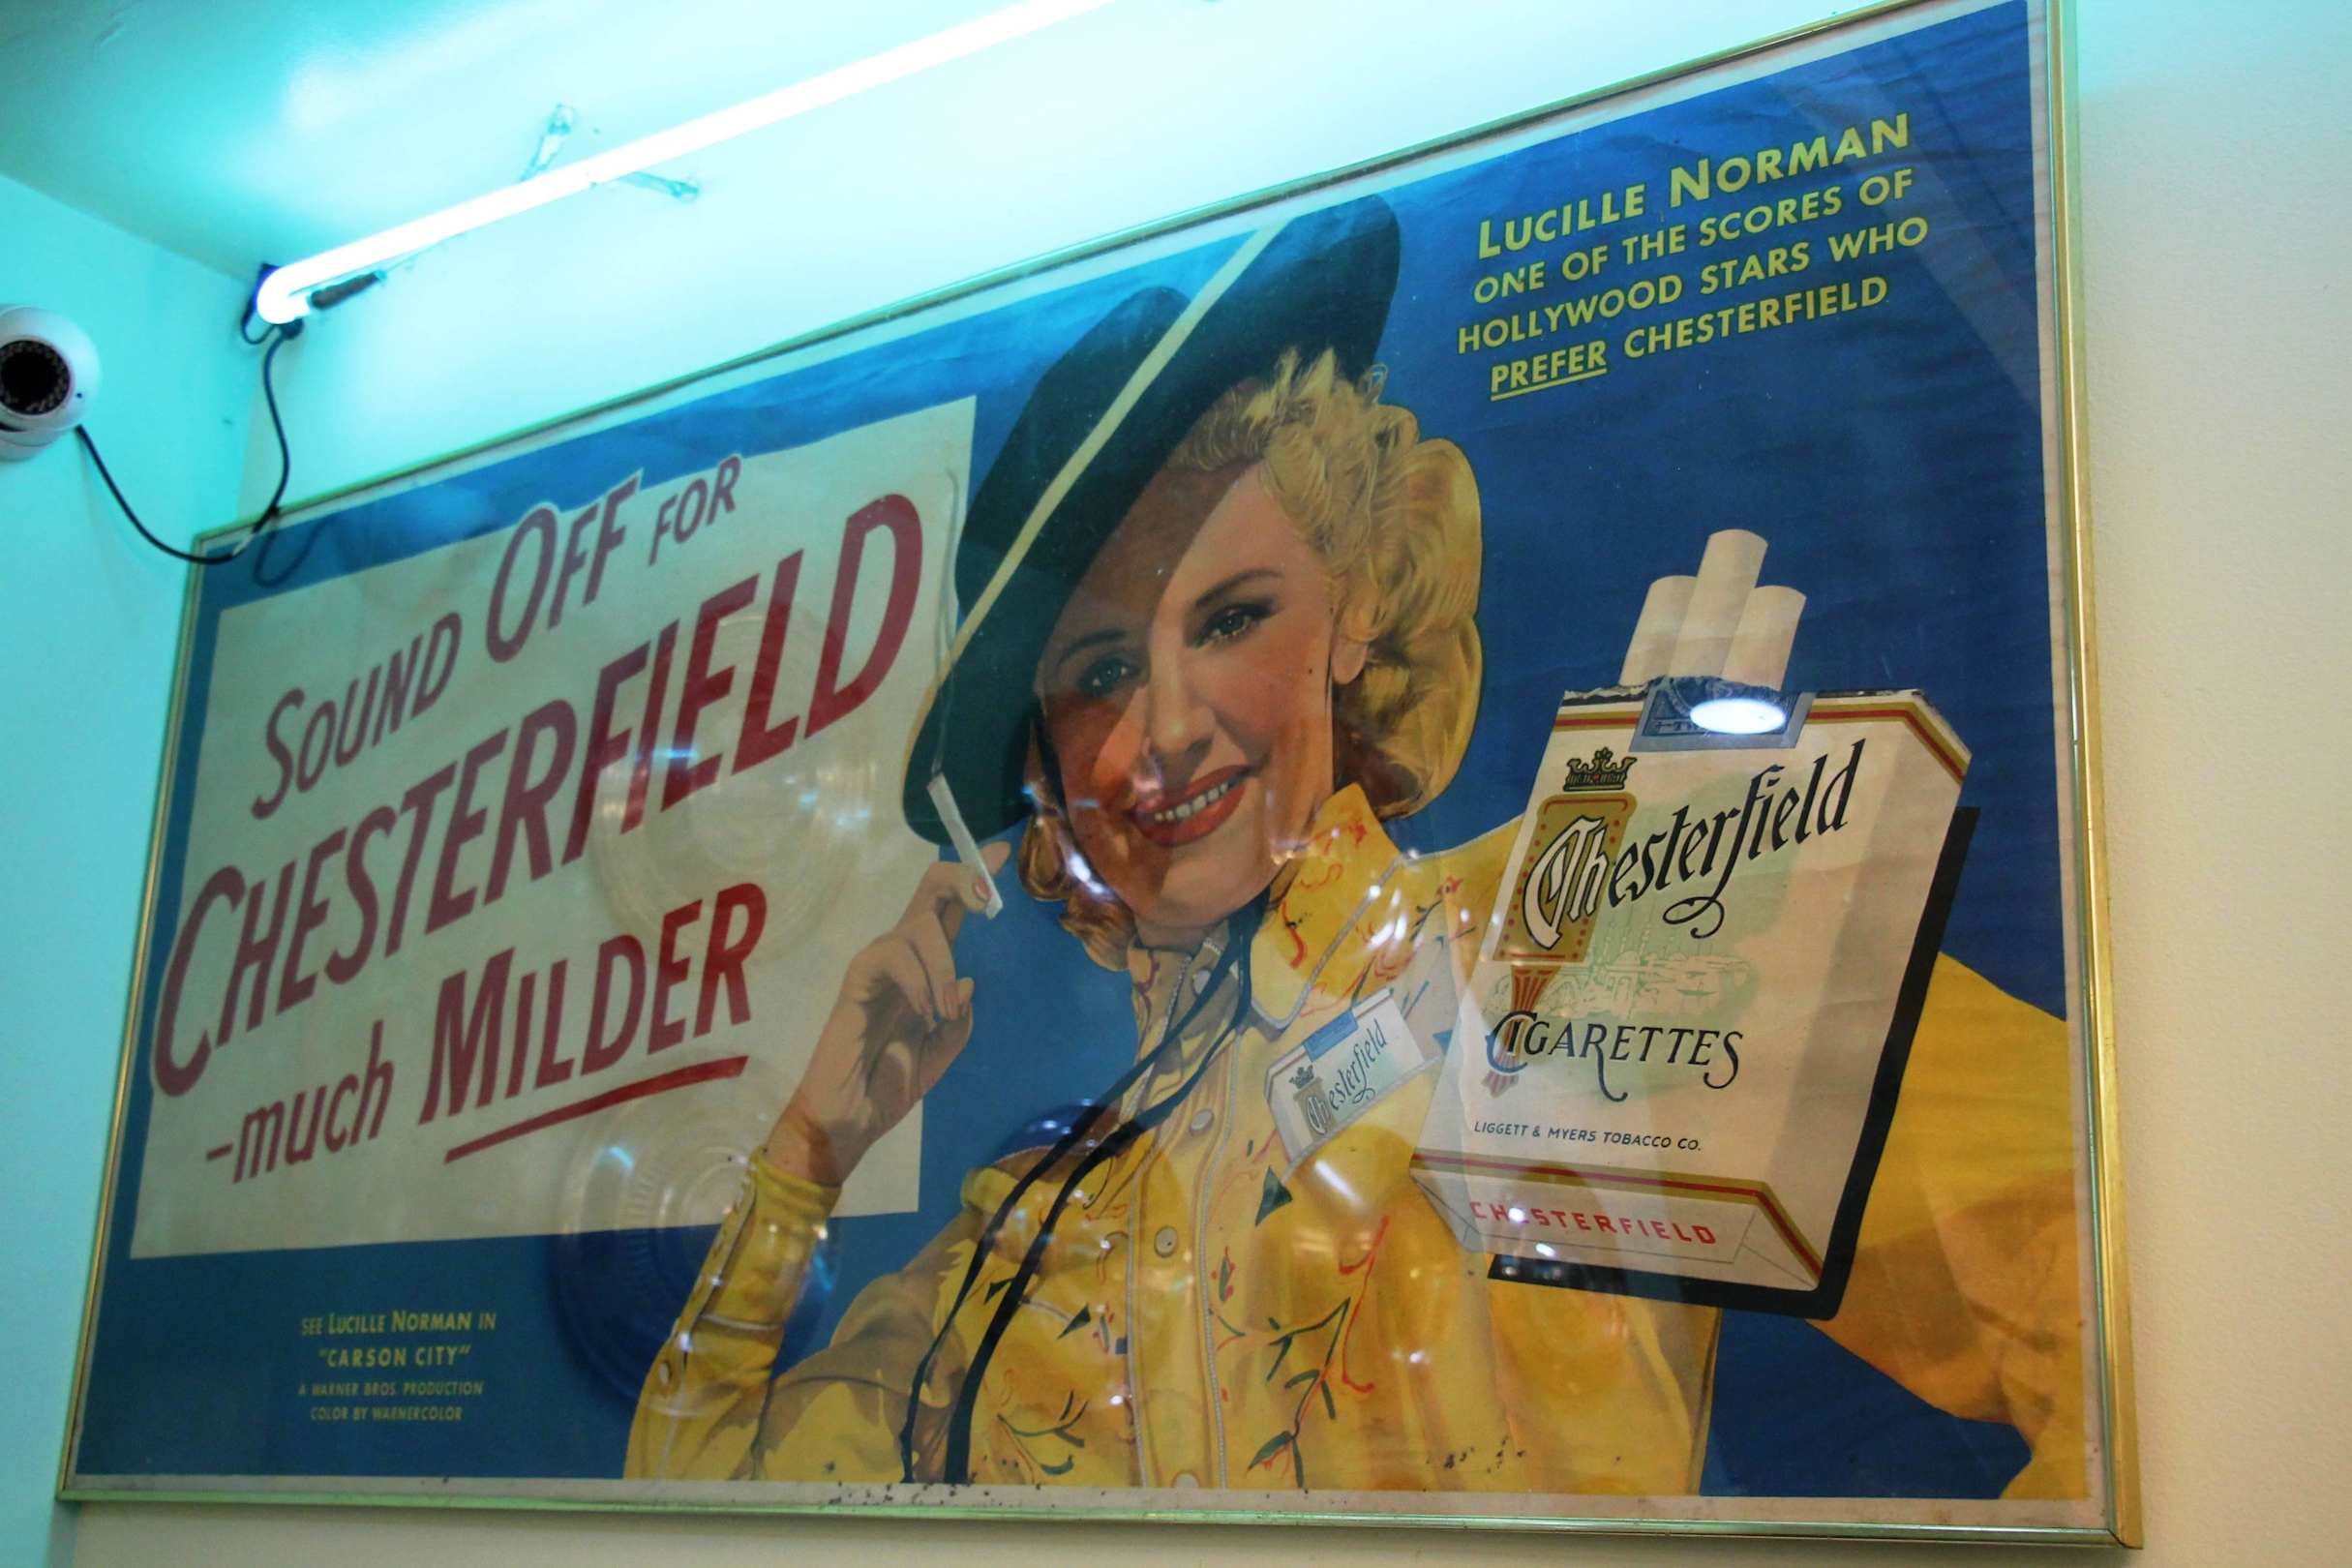 LUCILLE NORMAN
ONE OF THE SCORES OF
HOLLYWOOD STARS WHO
PREFER CHESTERFIELD
SOUND OFF FOR
CHESTERFIELD
-much MILDER
Chesterfield
CIGARETTES
LIGGETT & MYERS TOBACCO CO.
CHESTERFIELD
Chesterfield
SEE LUCILLE NORMAN IN
"CARSON CITY"
A WARNER BROS. PRODUCTION
COLOR BY WARNERCOLOR